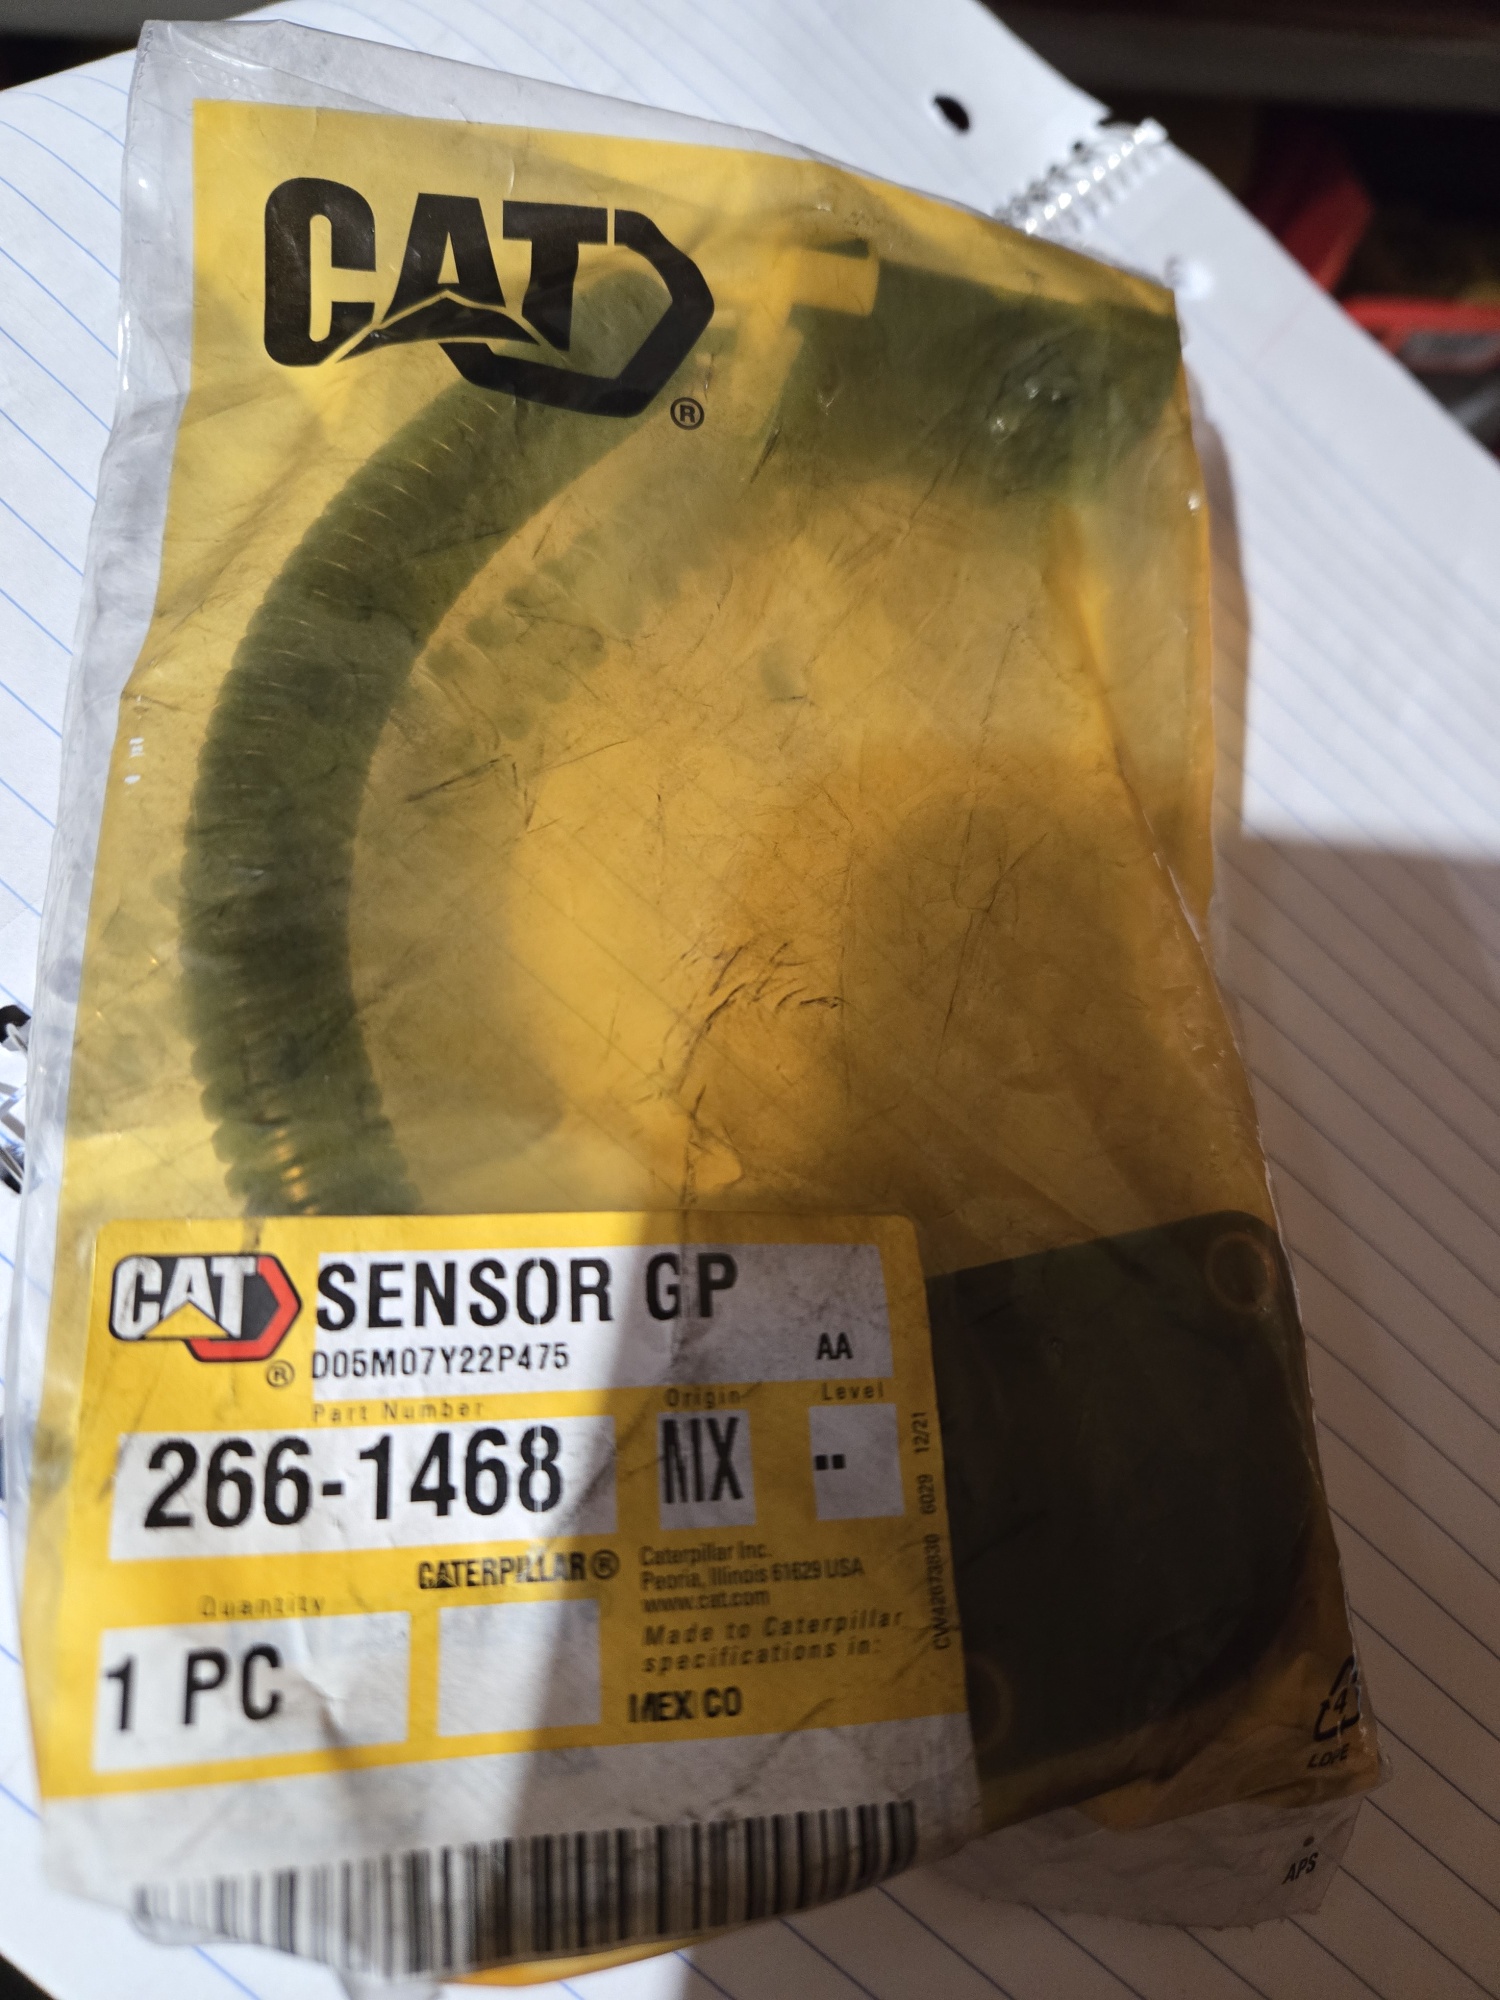 CAT
®
CAT
®
SENSOR GP
D05M07Y22P475
AA
Part Number
Origin
Level
266-1468
MX
--
CATERPILLAR®
Caterpillar Inc.
Peoria, Illinois 61629 USA
www.cat.com
Quantity
1 PC
Made to Caterpillar
specifications in:
MEXICO
6029 12/21
4
LDPE
APS